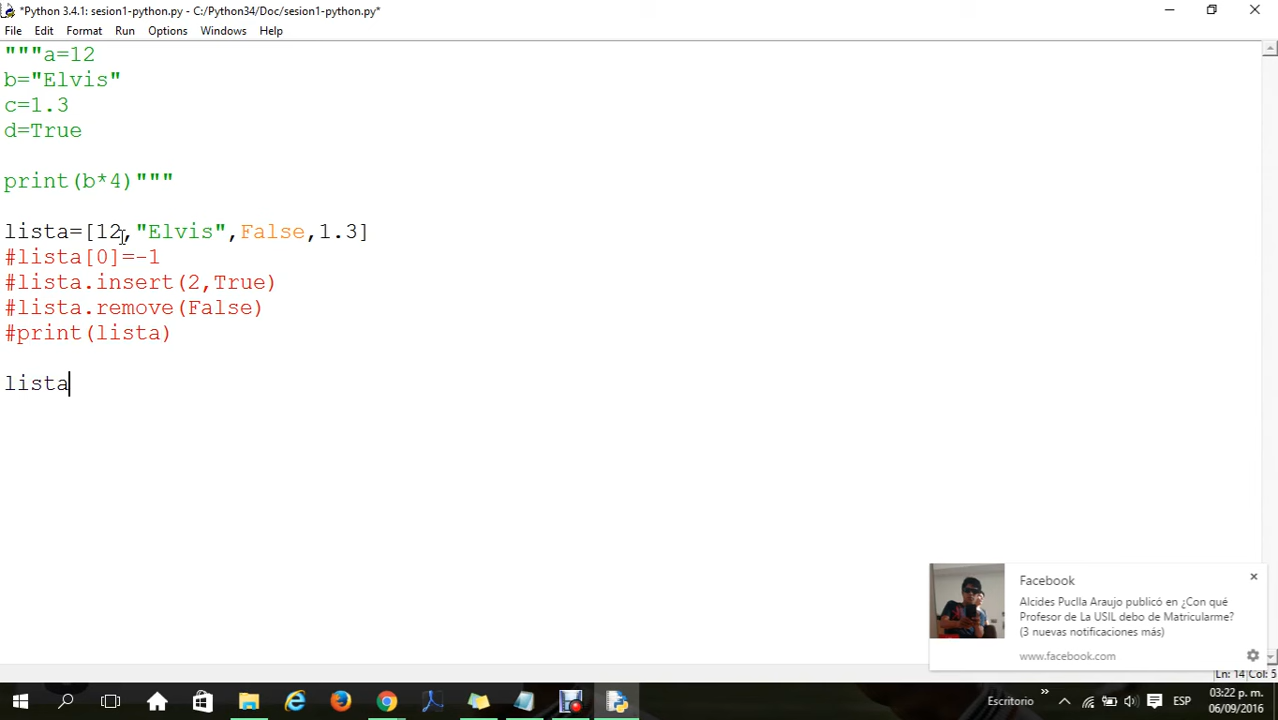 *Python 3.4.1: sesion1-python.py - C:/Python34/Doc/sesion1-python.py*
File Edit Format Run Options Windows Help
"""a=12
b="Elvis"
c=1.3
d=True
print(b*4)"""
lista=[12,"Elvis",False,1.3]
#lista[0]=-1
#lista.insert(2,True)
#lista.remove(False)
#print(lista)
lista
Facebook
Alcides Puclla Araujo publicó en ¿Con qué
Profesor de La USIL debo de Matricularme?
(3 nuevas notificaciones más)
www.facebook.com
Ln: 14 Col: 5
Escritorio ESP 03:22 p. m.
06/09/2016